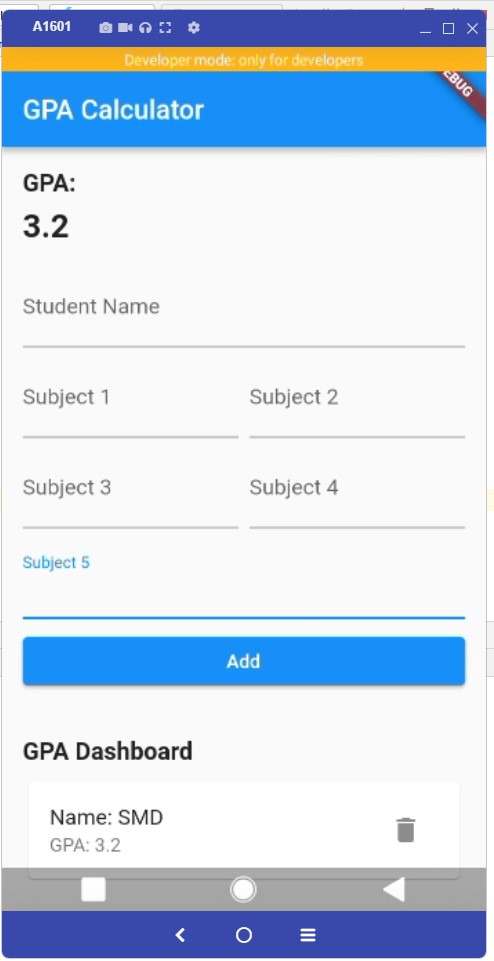 A1601
Developer mode: only for developers
GPA Calculator
EBUG
GPA:
3.2
Student Name
Subject 1
Subject 2
Subject 3
Subject 4
Subject 5
Add
GPA Dashboard
Name: SMD
GPA: 3.2